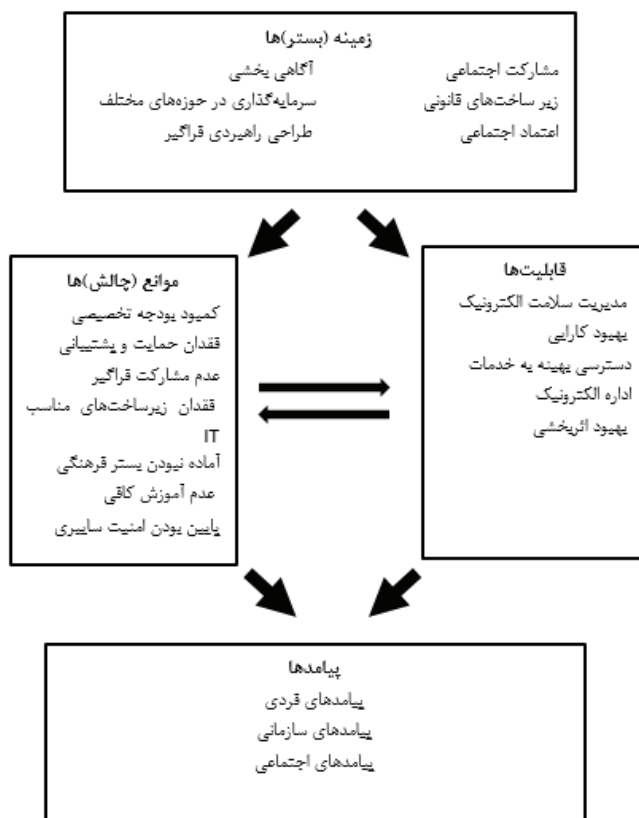 زمینه (بستر)ها
مشارکت اجتماعی
آگاهی بخشی
زیر ساخت‌های قانونی
سرمایه‌گذاری در حوزه‌های مختلف
اعتماد اجتماعی
طراحی راهبردی فراگیر
قابلیت‌ها
مدیریت سلامت الکترونیک
بهبود کارایی
دسترسی بهینه به خدمات
اداره الکترونیک
بهبود اثربخشی
موانع (چالش)ها
کمبود بودجه تخصیصی
فقدان حمایت و پشتیبانی
عدم مشارکت فراگیر
فقدان زیرساخت‌های مناسب
IT
آماده نبودن بستر فرهنگی
عدم آموزش کافی
پایین بودن امنیت سایبری
پیامدها
پیامدهای فردی
پیامدهای سازمانی
پیامدهای اجتماعی